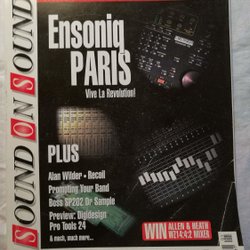 SOUND ON SOUND
Ensoniq
PARIS
Vive La Revolution!
PLUS
Alan Wilder • Recoil
Promoting Your Band
Boss SP202 Dr Sample
Preview: Digidesign
Pro Tools 24
& much, much more...
WIN ALLEN & HEATH
WZ14:4:2 MIXER